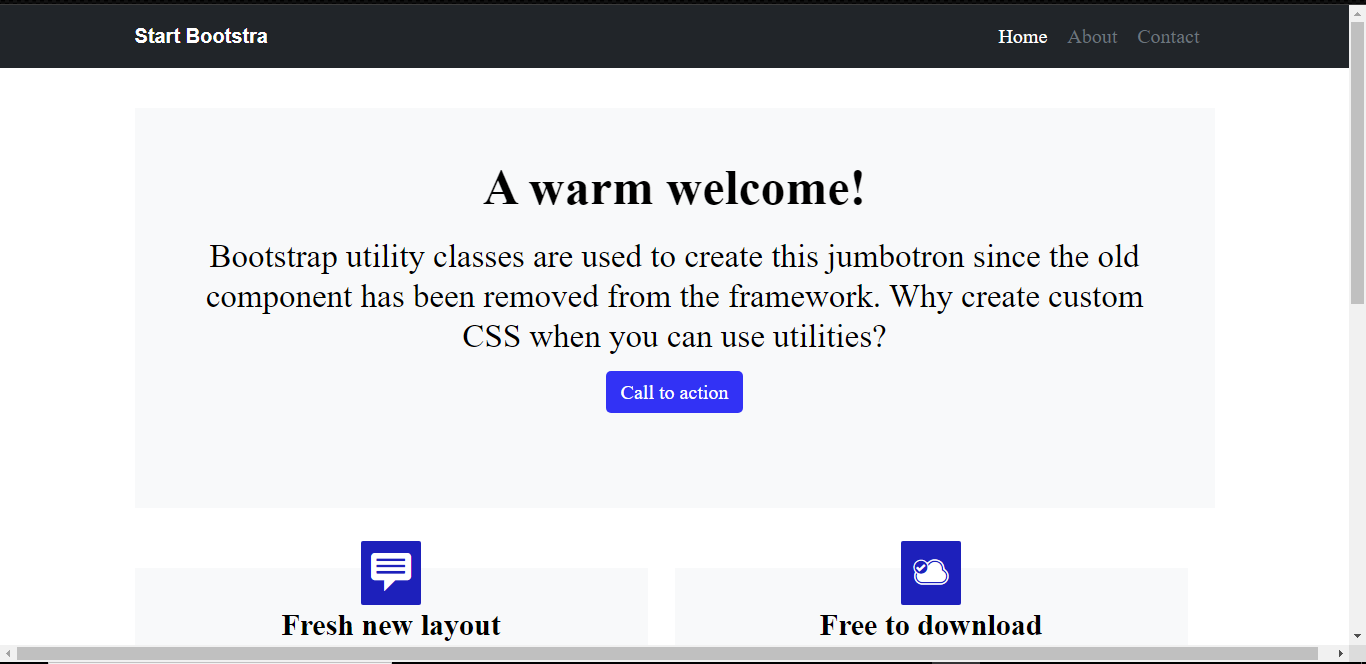 Start Bootstra
Home About Contact
A warm welcome!
Bootstrap utility classes are used to create this jumbotron since the old
component has been removed from the framework. Why create custom
CSS when you can use utilities?
Call to action
Fresh new layout
Free to download